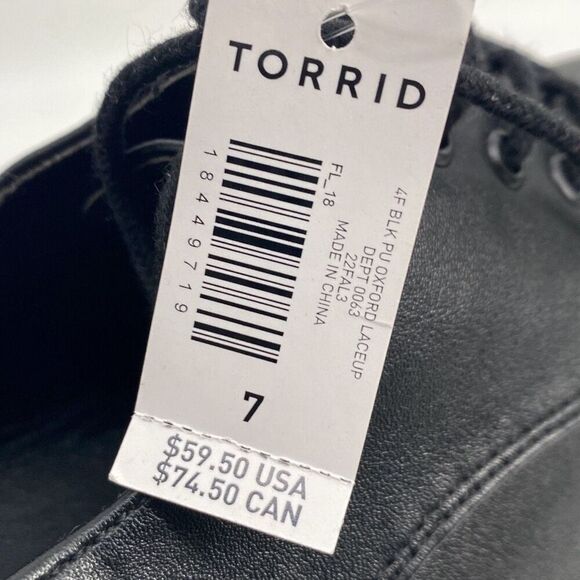 TORRID
18449719
FL_18
4F BLK PU OXFORD LACEUP
DEPT 0063
22FAL3
MADE IN CHINA
7
$59.50 USA
$74.50 CAN